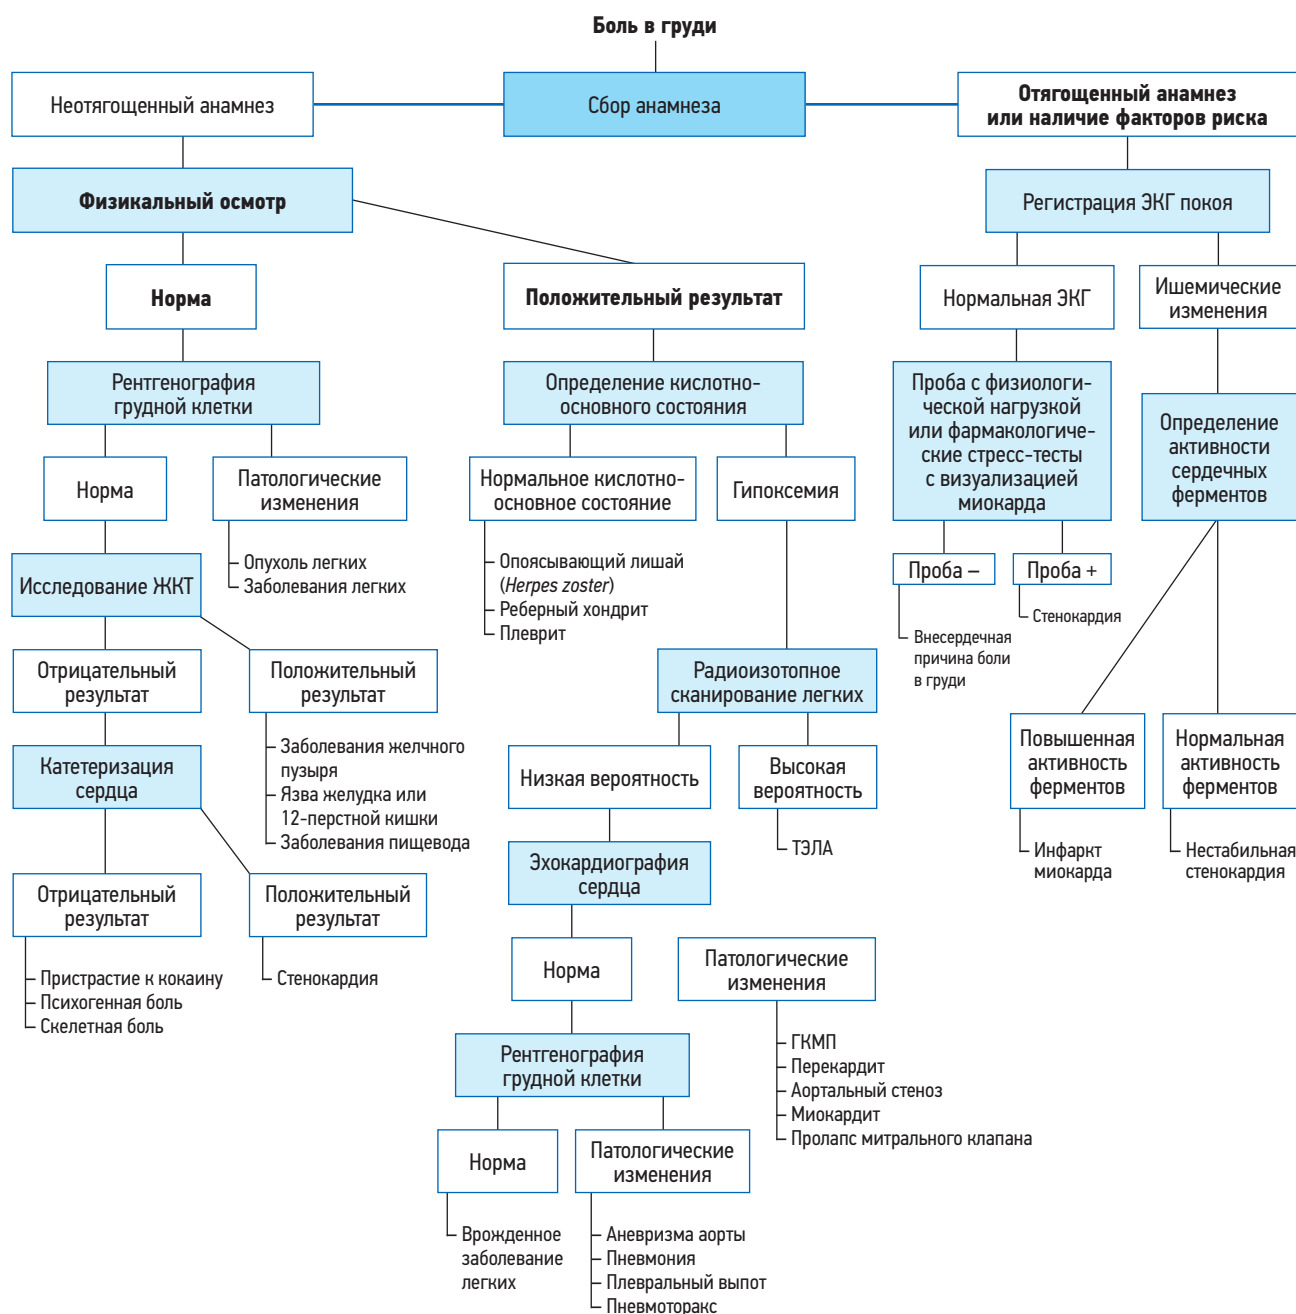 Боль в груди
Неотягощенный анамнез
Сбор анамнеза
Отягощенный анамнез
или наличие факторов риска
Физикальный осмотр
Регистрация ЭКГ покоя
Норма
Положительный результат
Нормальная ЭКГ
Ишемические
изменения
Рентгенография
грудной клетки
Определение кислотно-
основного состояния
Проба с физиологи-
ческой нагрузкой
или фармакологиче-
ские стресс-тесты
с визуализацией
миокарда
Определение
активности
сердечных
ферментов
Норма
Патологические
изменения
Нормальное кислотно-
основное состояние
Гипоксемия
Опухоль легких
Заболевания легких
Опоясывающий лишай
(Herpes zoster)
Реберный хондрит
Плеврит
Проба –
Проба +
Внесердечная
причина боли
в груди
Стенокардия
Исследование ЖКТ
Отрицательный
результат
Положительный
результат
Радиоизотопное
сканирование легких
Заболевания желчного
пузыря
Язва желудка или
12-перстной кишки
Заболевания пищевода
Катетеризация
сердца
Низкая вероятность
Высокая
вероятность
ТЭЛА
Повышенная
активность
ферментов
Нормальная
активность
ферментов
Инфаркт
миокарда
Нестабильная
стенокардия
Эхокардиография
сердца
Отрицательный
результат
Положительный
результат
Пристрастие к кокаину
Психогенная боль
Скелетная боль
Стенокардия
Норма
Патологические
изменения
ГКМП
Перекардит
Аортальный стеноз
Миокардит
Пролапс митрального клапана
Рентгенография
грудной клетки
Норма
Патологические
изменения
Врожденное
заболевание
легких
Аневризма аорты
Пневмония
Плевральный выпот
Пневмоторакс